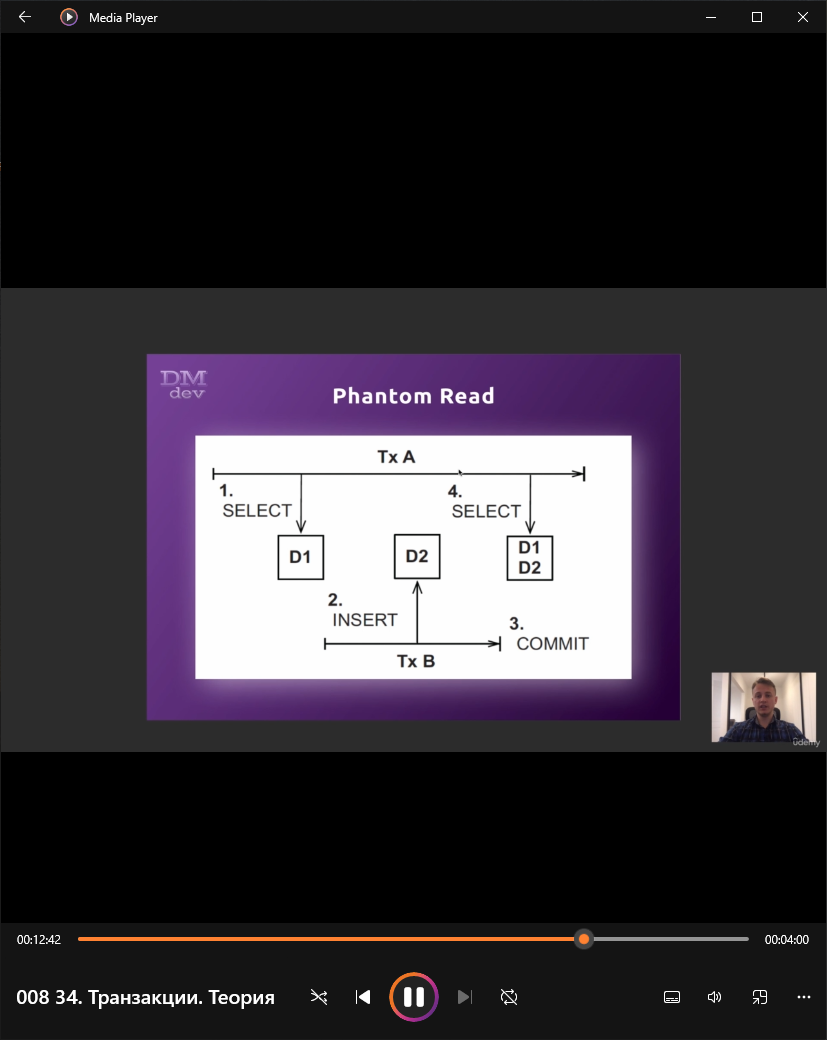 Media Player
DM
dev
Phantom Read
Tx A
1.
SELECT
4.
SELECT
D1
D2
D1
D2
2.
INSERT
3.
COMMIT
Tx B
udemy
00:12:42
00:04:00
008 34. Транзакции. Теория